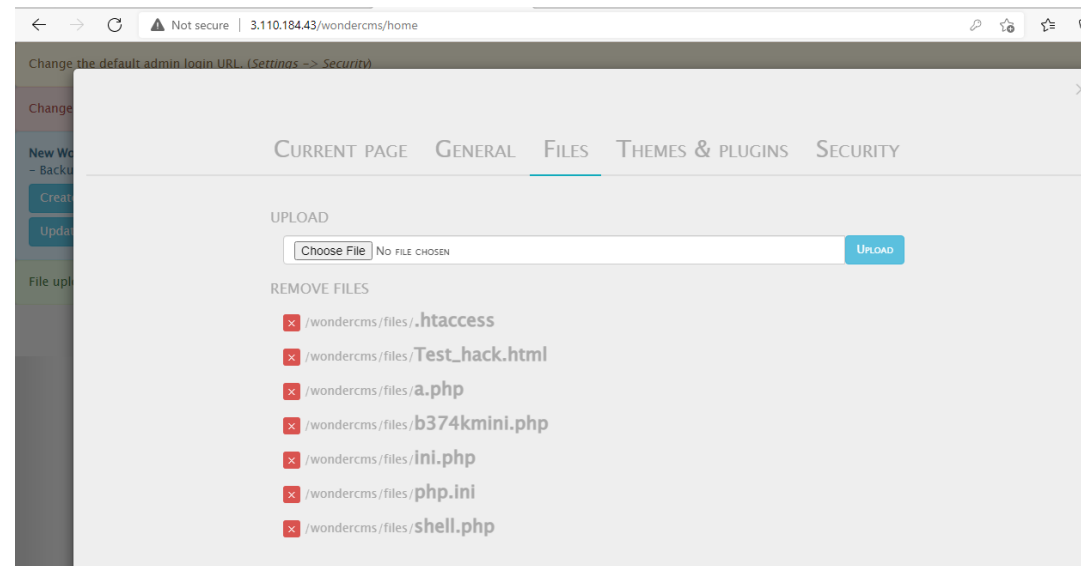 Not secure | 3.110.184.43/wondercms/home
Change the default admin login URL. (Settings -> Security)
Change
New Wo
- Backu
Creat
Updat
File upl
CURRENT PAGE GENERAL FILES THEMES & PLUGINS SECURITY
UPLOAD
Choose File NO FILE CHOSEN UPLOAD
REMOVE FILES
/wondercms/files/.htaccess
/wondercms/files/Test_hack.html
/wondercms/files/a.php
/wondercms/files/b374kmini.php
/wondercms/files/ini.php
/wondercms/files/php.ini
/wondercms/files/shell.php